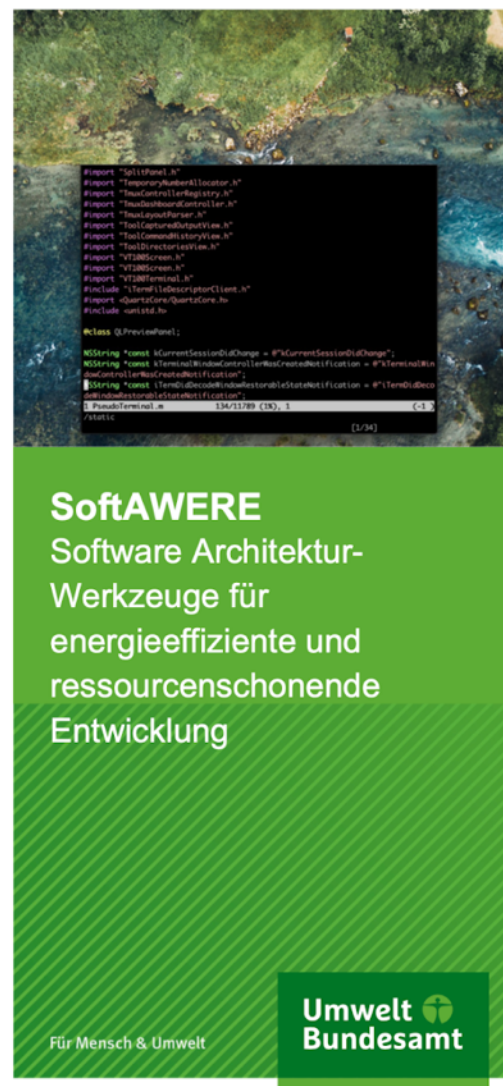 #import "SplitPanel.h"
#import "TemporaryNumberAllocator.h"
#import "TmuxControllerRegistry.h"
#import "TmuxDashboardController.h"
#import "TmuxLayoutParser.h"
#import "ToolCapturedOutputView.h"
#import "ToolCommandHistoryView.h"
#import "ToolDirectoriesView.h"
#import "VT100Screen.h"
#import "VT100Screen.h"
#import "VT100Terminal.h"
#include "iTermFileDescriptorClient.h"
#import <QuartzCore/QuartzCore.h>
#include <unistd.h>
@class QLPreviewPanel;
NSString *const kCurrentSessionDidChange = @"kCurrentSessionDidChange";
NSString *const kTerminalWindowControllerWasCreatedNotification = @"kTerminalWin
dowControllerWasCreatedNotification";
NSString *const iTermDidDecodeWindowRestorableStateNotification = @"iTermDidDeco
deWindowRestorableStateNotification";
1 PseudoTerminal.m 134/11789 (1%), 1 (-1 )
/static
[1/34]
SoftAWERE
Software Architektur-
Werkzeuge für
energieeffiziente und
ressourcenschonende
Entwicklung
Für Mensch & Umwelt
Umwelt
Bundesamt